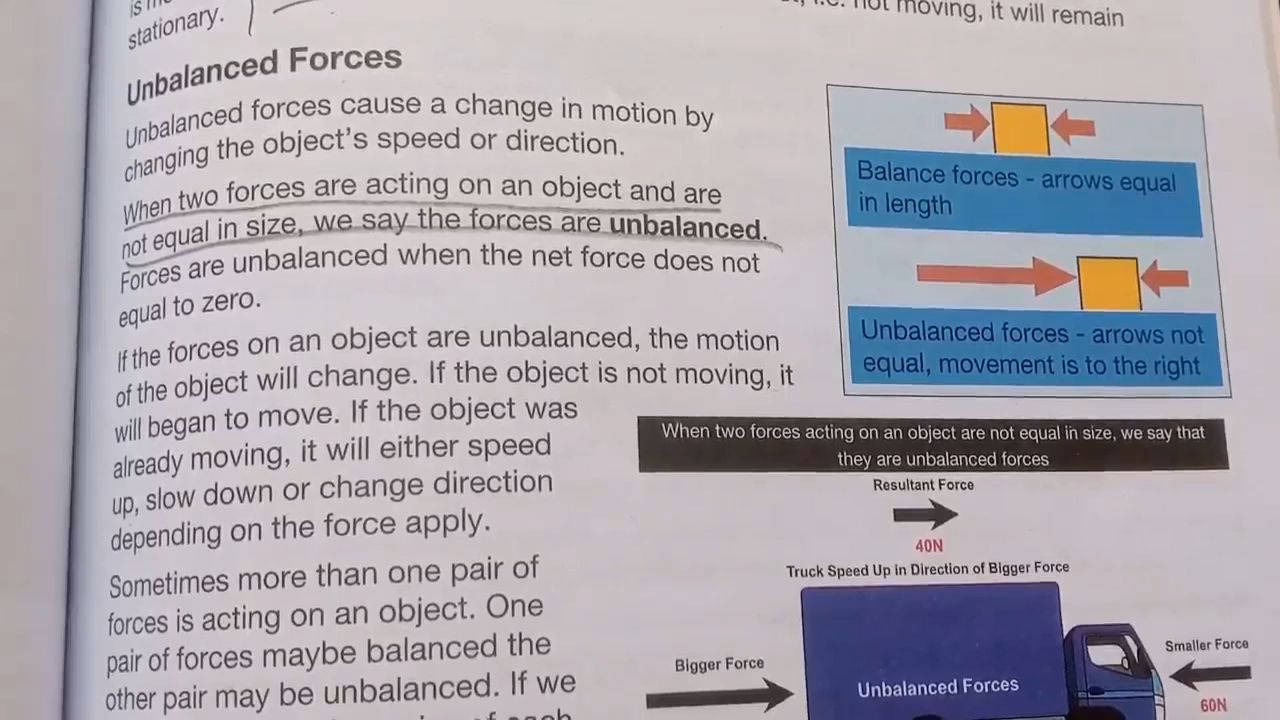 stationary.
not moving, it will remain
Unbalanced Forces
Unbalanced forces cause a change in motion by
changing the object's speed or direction.
When two forces are acting on an object and are
not equal in size, we say the forces are unbalanced.
Forces are unbalanced when the net force does not
equal to zero.
If the forces on an object are unbalanced, the motion
of the object will change. If the object is not moving, it
will began to move. If the object was
already moving, it will either speed
up, slow down or change direction
depending on the force apply.
Sometimes more than one pair of
forces is acting on an object. One
pair of forces maybe balanced the
other pair may be unbalanced. If we
Balance forces - arrows equal
in length
Unbalanced forces - arrows not
equal, movement is to the right
When two forces acting on an object are not equal in size, we say that
they are unbalanced forces
Resultant Force
40N
Truck Speed Up in Direction of Bigger Force
Bigger Force
Unbalanced Forces
Smaller Force
60N